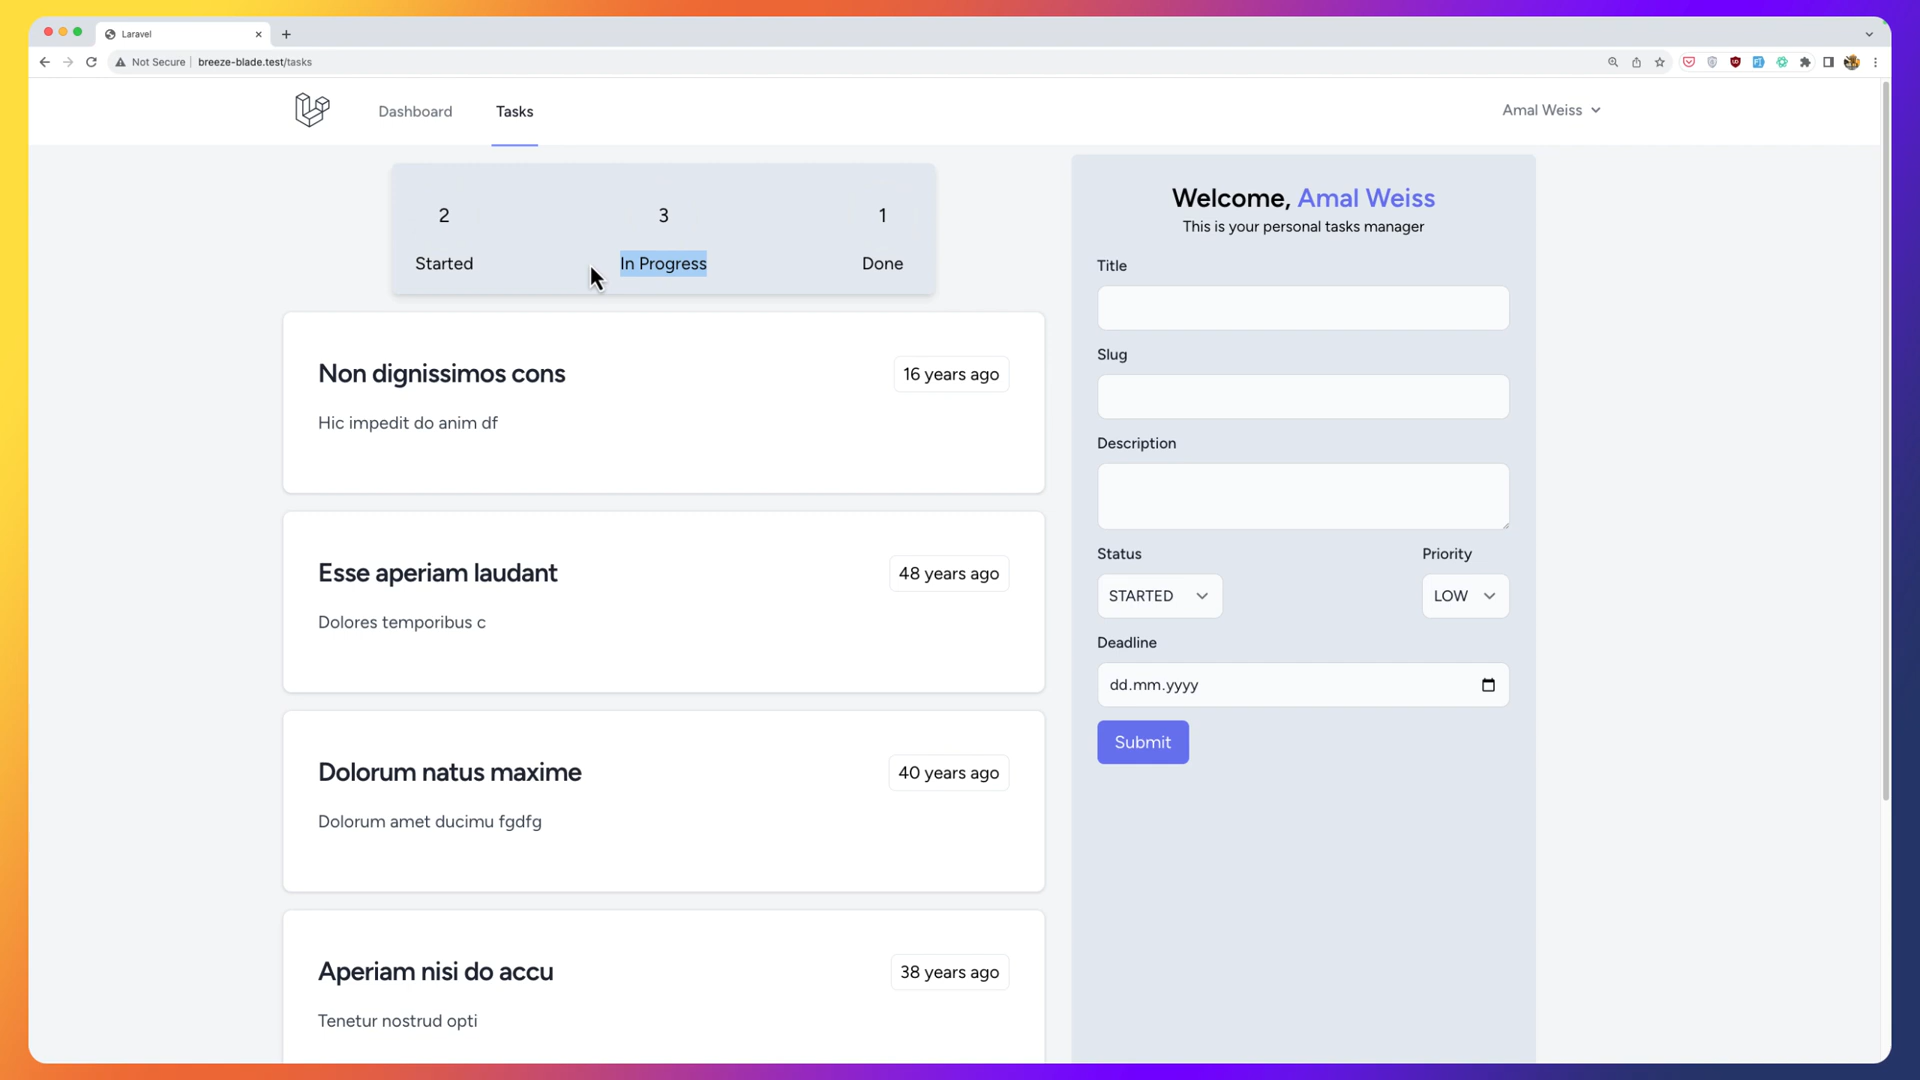 Laravel
Not Secure
breeze-blade.test/tasks
Dashboard
Tasks
Amal Weiss
2
3
1
Started
In Progress
Done
Non dignissimos cons
16 years ago
Hic impedit do anim df
Esse aperiam laudant
48 years ago
Dolores temporibus c
Dolorum natus maxime
40 years ago
Dolorum amet ducimu fgdfg
Aperiam nisi do accu
38 years ago
Tenetur nostrud opti
Welcome, Amal Weiss
This is your personal tasks manager
Title
Slug
Description
Status
Priority
STARTED
LOW
Deadline
dd.mm.yyyy
Submit